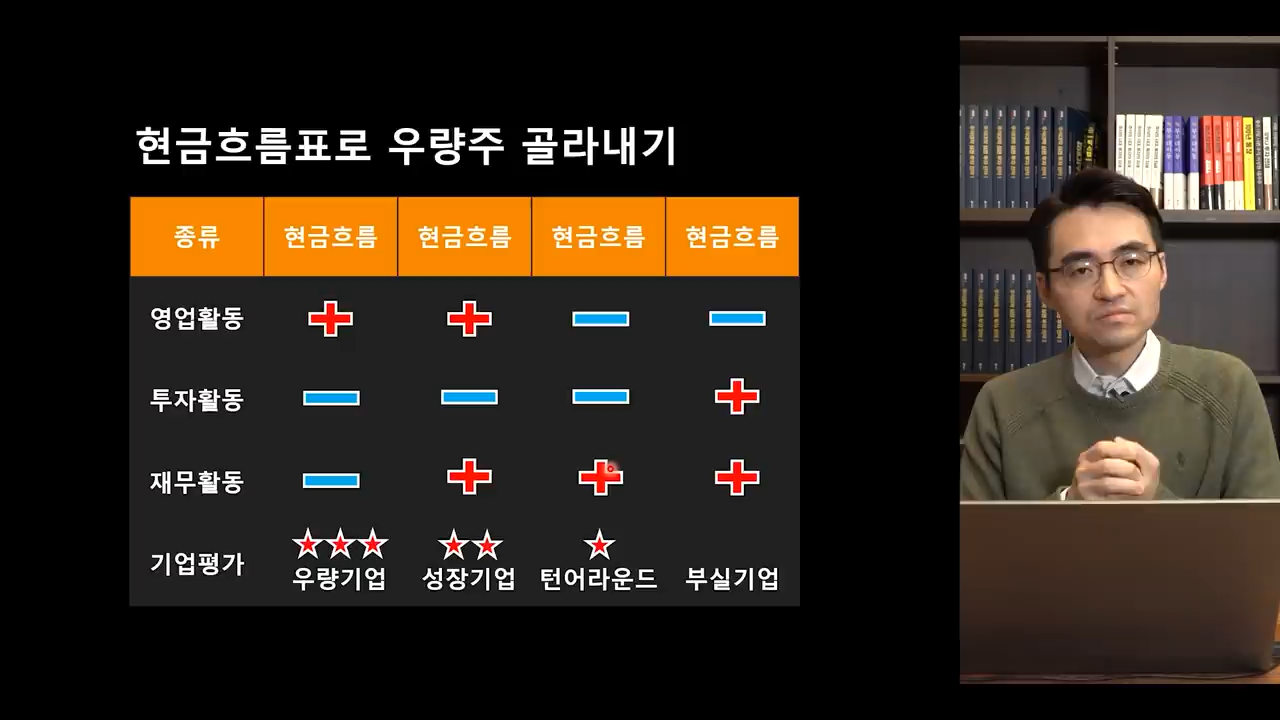 현금흐름표로 우량주 골라내기
종류 현금흐름 현금흐름 현금흐름 현금흐름
영업활동
투자활동
재무활동
기업평가
우량기업 성장기업 턴어라운드 부실기업